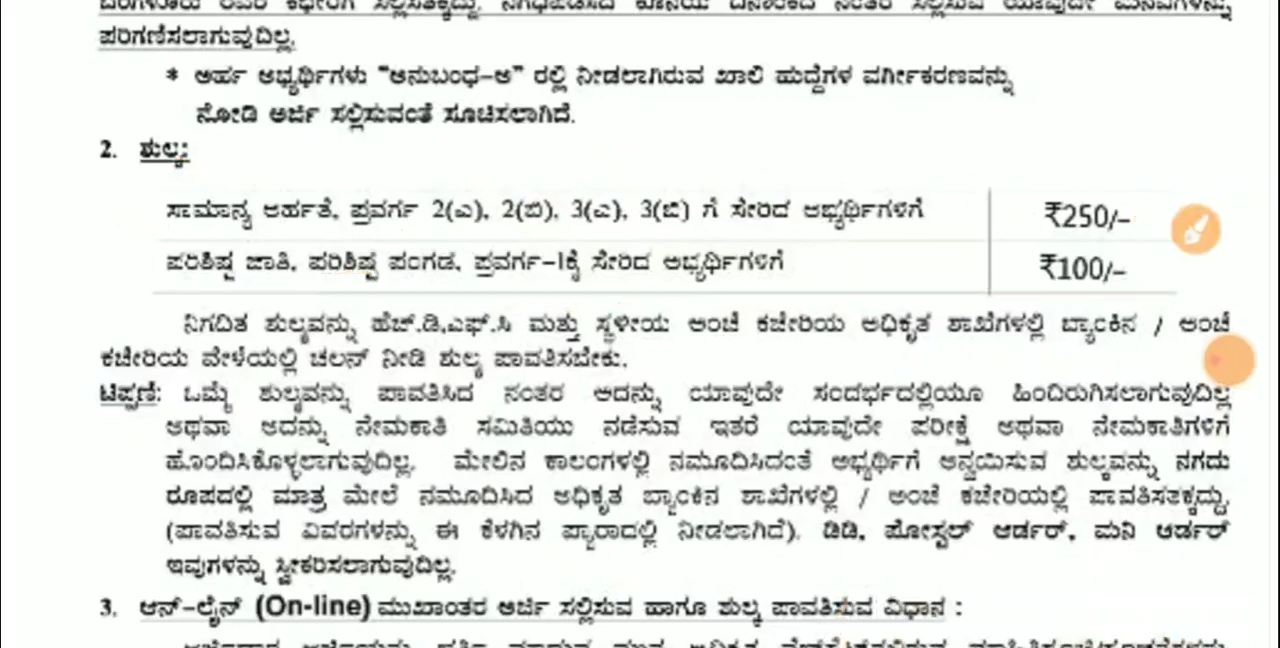 ಪರಿಗಣಿಸಲಾಗುವುದಿಲ್ಲ.
* ಅರ್ಹ ಅಭ್ಯರ್ಥಿಗಳು "ಅನುಬಂಧ-ಅ" ರಲ್ಲಿ ನೀಡಲಾಗಿರುವ ಖಾಲಿ ಹುದ್ದೆಗಳ ವರ್ಗೀಕರಣವನ್ನು
ನೋಡಿ ಅರ್ಜಿ ಸಲ್ಲಿಸುವಂತೆ ಸೂಚಿಸಲಾಗಿದೆ.
2. ಶುಲ್ಕ:
ಸಾಮಾನ್ಯ ಅರ್ಹತೆ, ಪ್ರವರ್ಗ 2(ಎ), 2(ಬಿ), 3(ಎ), 3(ಬಿ) ಗೆ ಸೇರಿದ ಅಭ್ಯರ್ಥಿಗಳಿಗೆ ₹250/-
ಪರಿಶಿಷ್ಟ ಜಾತಿ, ಪರಿಶಿಷ್ಟ ಪಂಗಡ, ಪ್ರವರ್ಗ-1ಕ್ಕೆ ಸೇರಿದ ಅಭ್ಯರ್ಥಿಗಳಿಗೆ ₹100/-
ನಿಗದಿತ ಶುಲ್ಕವನ್ನು ಹೆಚ್.ಡಿ.ಎಫ್.ಸಿ ಮತ್ತು ಸ್ಥಳೀಯ ಅಂಚೆ ಕಚೇರಿಯ ಅಧಿಕೃತ ಶಾಖೆಗಳಲ್ಲಿ ಬ್ಯಾಂಕಿನ / ಅಂಚೆ
ಕಚೇರಿಯ ವೇಳೆಯಲ್ಲಿ ಚಲನ್ ನೀಡಿ ಶುಲ್ಕ ಪಾವತಿಸಬೇಕು.
ಟಿಪ್ಪಣಿ: ಒಮ್ಮೆ ಶುಲ್ಕವನ್ನು ಪಾವತಿಸಿದ ನಂತರ ಅದನ್ನು ಯಾವುದೇ ಸಂದರ್ಭದಲ್ಲಿಯೂ ಹಿಂದಿರುಗಿಸಲಾಗುವುದಿಲ್ಲ
ಅಥವಾ ಅದನ್ನು ನೇಮಕಾತಿ ಸಮಿತಿಯು ನಡೆಸುವ ಇತರೆ ಯಾವುದೇ ಪರೀಕ್ಷೆ ಅಥವಾ ನೇಮಕಾತಿಗಳಿಗೆ
ಹೊಂದಿಸಿಕೊಳ್ಳಲಾಗುವುದಿಲ್ಲ. ಮೇಲಿನ ಕಾಲಂಗಳಲ್ಲಿ ನಮೂದಿಸಿದಂತೆ ಅಭ್ಯರ್ಥಿಗೆ ಅನ್ವಯಿಸುವ ಶುಲ್ಕವನ್ನು ನಗದು
ರೂಪದಲ್ಲಿ ಮಾತ್ರ ಮೇಲೆ ನಮೂದಿಸಿದ ಅಧಿಕೃತ ಬ್ಯಾಂಕಿನ ಶಾಖೆಗಳಲ್ಲಿ / ಅಂಚೆ ಕಚೇರಿಯಲ್ಲಿ ಪಾವತಿಸತಕ್ಕದ್ದು.
(ಪಾವತಿಸುವ ವಿವರಗಳನ್ನು ಈ ಕೆಳಗಿನ ಪ್ಯಾರಾದಲ್ಲಿ ನೀಡಲಾಗಿದೆ). ಡಿಡಿ, ಪೋಸ್ಟಲ್ ಆರ್ಡರ್, ಮನಿ ಆರ್ಡರ್
ಇವುಗಳನ್ನು ಸ್ವೀಕರಿಸಲಾಗುವುದಿಲ್ಲ.
3. ಆನ್-ಲೈನ್ (On-line) ಮುಖಾಂತರ ಅರ್ಜಿ ಸಲ್ಲಿಸುವ ಹಾಗೂ ಶುಲ್ಕ ಪಾವತಿಸುವ ವಿಧಾನ :